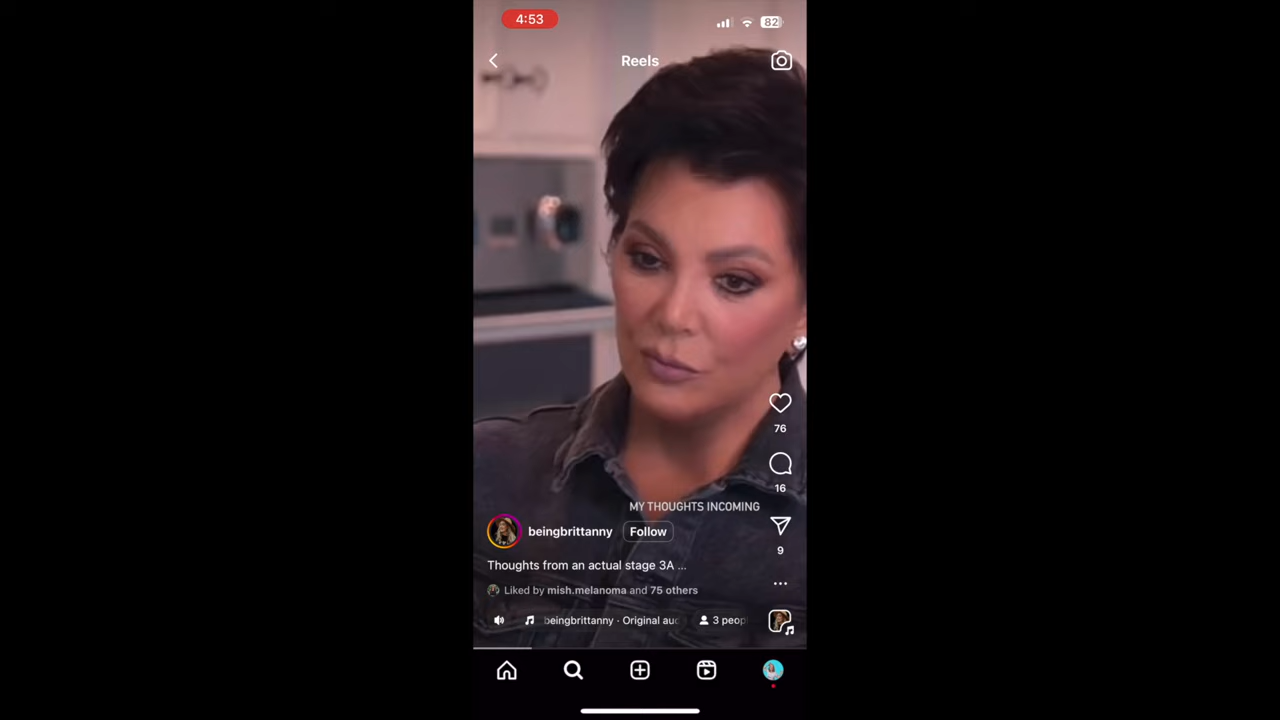 4:53
82
Reels
76
16
MY THOUGHTS INCOMING
beingbrittanny Follow
9
Thoughts from an actual stage 3A ...
Liked by mish.melanoma and 75 others
beingbrittanny · Original au
3 peop